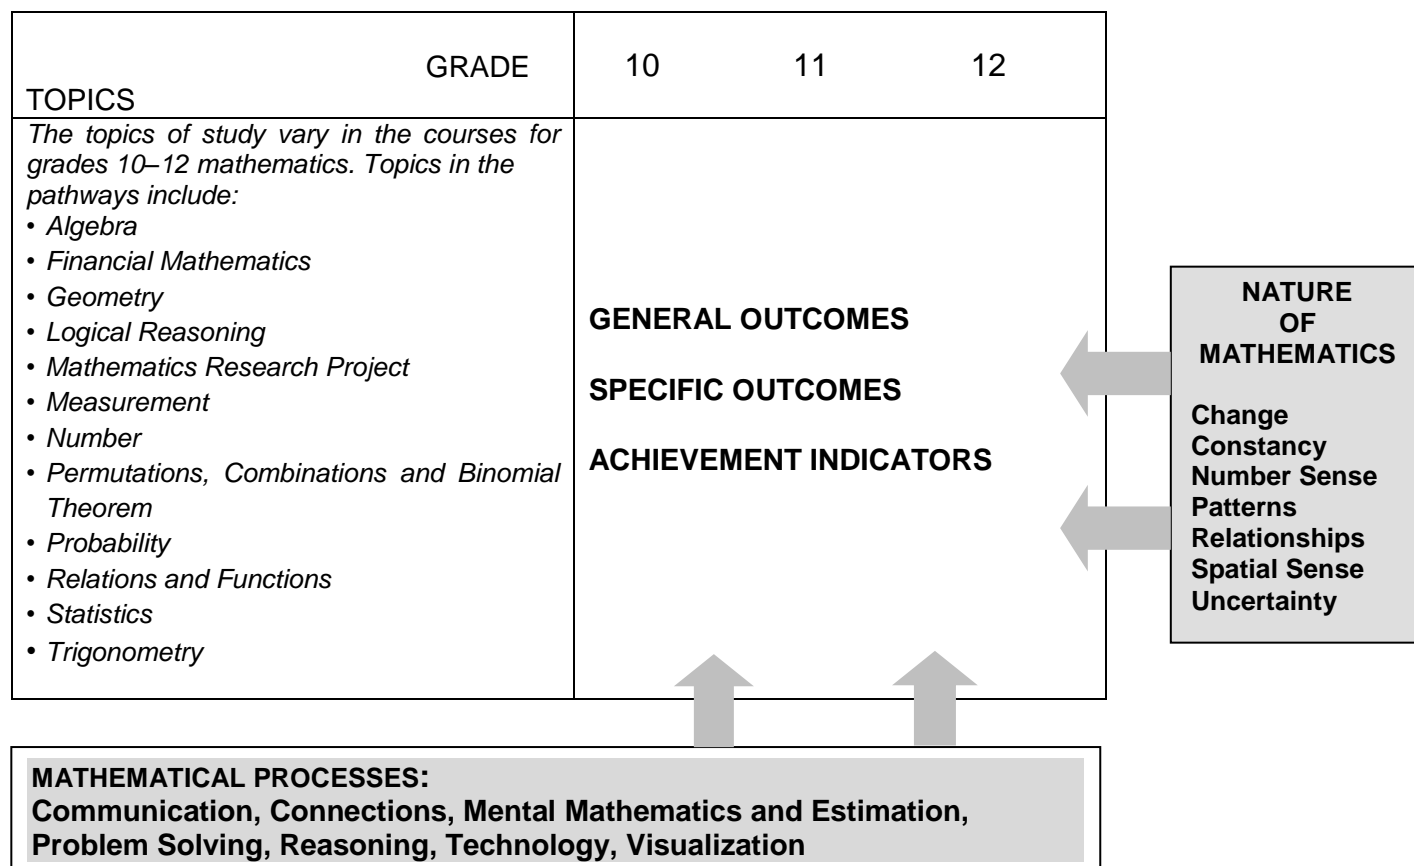 GRADE 10 11 12
TOPICS
The topics of study vary in the courses for
grades 10–12 mathematics. Topics in the
pathways include:
• Algebra
• Financial Mathematics
• Geometry
• Logical Reasoning
• Mathematics Research Project
• Measurement
• Number
• Permutations, Combinations and Binomial
Theorem
• Probability
• Relations and Functions
• Statistics
• Trigonometry
GENERAL OUTCOMES
SPECIFIC OUTCOMES
ACHIEVEMENT INDICATORS
NATURE
OF
MATHEMATICS
Change
Constancy
Number Sense
Patterns
Relationships
Spatial Sense
Uncertainty
MATHEMATICAL PROCESSES:
Communication, Connections, Mental Mathematics and Estimation,
Problem Solving, Reasoning, Technology, Visualization